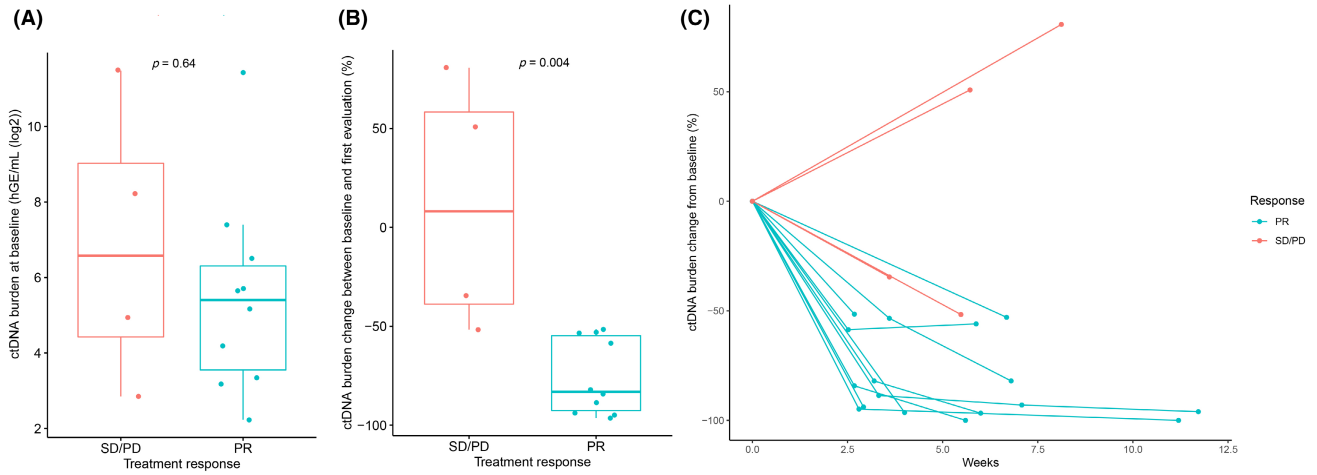 (A)
p = 0.64
ctDNA burden at baseline (hGE/mL (log2))
10
8
6
4
2
SD/PD
PR
Treatment response
(B)
p = 0.004
ctDNA burden change between baseline and first evaluation (%)
50
0
−50
−100
SD/PD
PR
Treatment response
(C)
ctDNA burden change from baseline (%)
50
0
−50
−100
0.0
2.5
5.0
7.5
10.0
12.5
Weeks
Response
PR
SD/PD